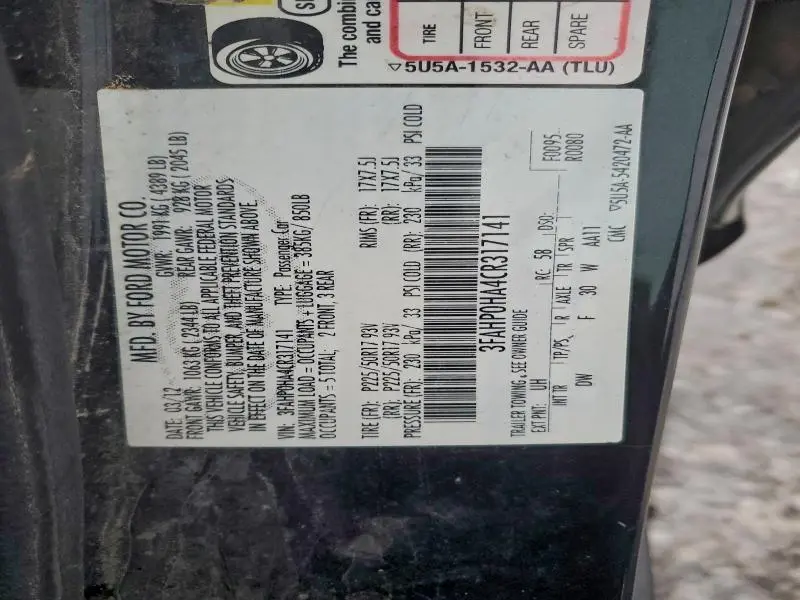 The combin
and ca
TIRE
FRONT
REAR
SPARE
▽5U5A-1532-AA (TLU)
MFD. BY FORD MOTOR CO.
DATE: 03/12 GVWR: 1991 KG ( 4389 LB)
FRONT GAWR: 1063 KG ( 2344 LB) REAR GAWR: 928 KG ( 2045 LB)
THIS VEHICLE CONFORMS TO ALL APPLICABLE FEDERAL MOTOR
VEHICLE SAFETY, BUMPER, AND THEFT PREVENTION STANDARDS
IN EFFECT ON THE DATE OF MANUFACTURE SHOWN ABOVE
VIN: 3FAHP0HA4CR317141 TYPE: Passenger Car
MAXIMUM LOAD = OCCUPANTS + LUGGAGE = 385KG/ 850LB
OCCUPANTS = 5 TOTAL; 2 FRONT, 3 REAR
TIRE (FR): P225/50R17 93V RIMS (FR): 17X7.5J
(RR): P225/50R17 93V (RR): 17X7.5J
PRESSURE (FR): 230 kPa/ 33 PSI COLD (RR): 230 kPa/ 33 PSI COLD
3FAHP0HA4CR317141
TRAILER TOWING - SEE OWNER GUIDE F0095
EXT PNT: UH RC: 5B DSO: R0080
INT TR TP/PS R AXLE TR SPR
DW F 30 W AA11
CMC ▽5U5A-5420472-AA